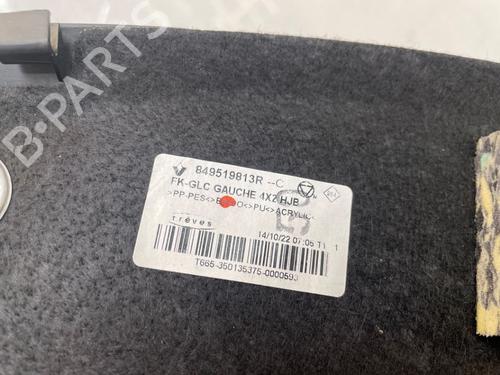 B-PARTS
849519813R --C
FK-GLC GAUCHE 4X2 HJB
>PP-PES<> >PU<>ACRYLIC<
treves
14/10/22 07:05 T1 1
T665-350135375-0000593